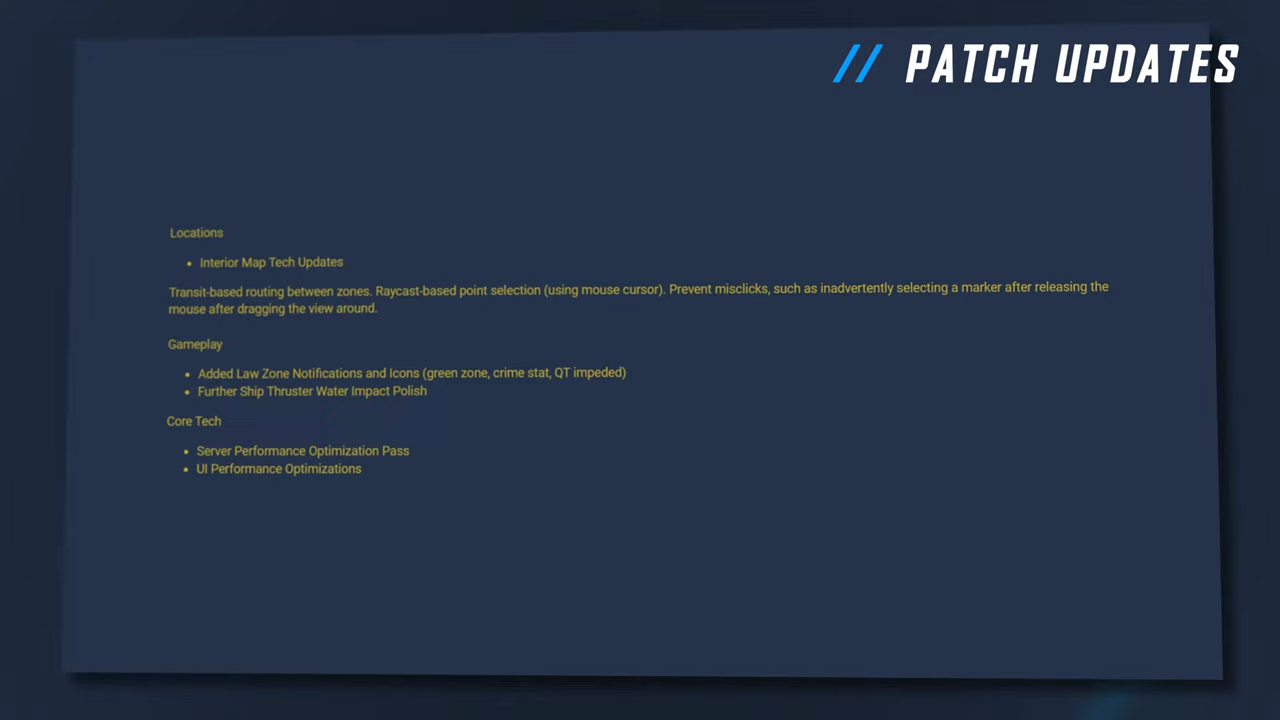 // PATCH UPDATES
Locations
• Interior Map Tech Updates
Transit-based routing between zones. Raycast-based point selection (using mouse cursor). Prevent misclicks, such as inadvertently selecting a marker after releasing the
mouse after dragging the view around.
Gameplay
• Added Law Zone Notifications and Icons (green zone, crime stat, QT impeded)
• Further Ship Thruster Water Impact Polish
Core Tech
• Server Performance Optimization Pass
• UI Performance Optimizations